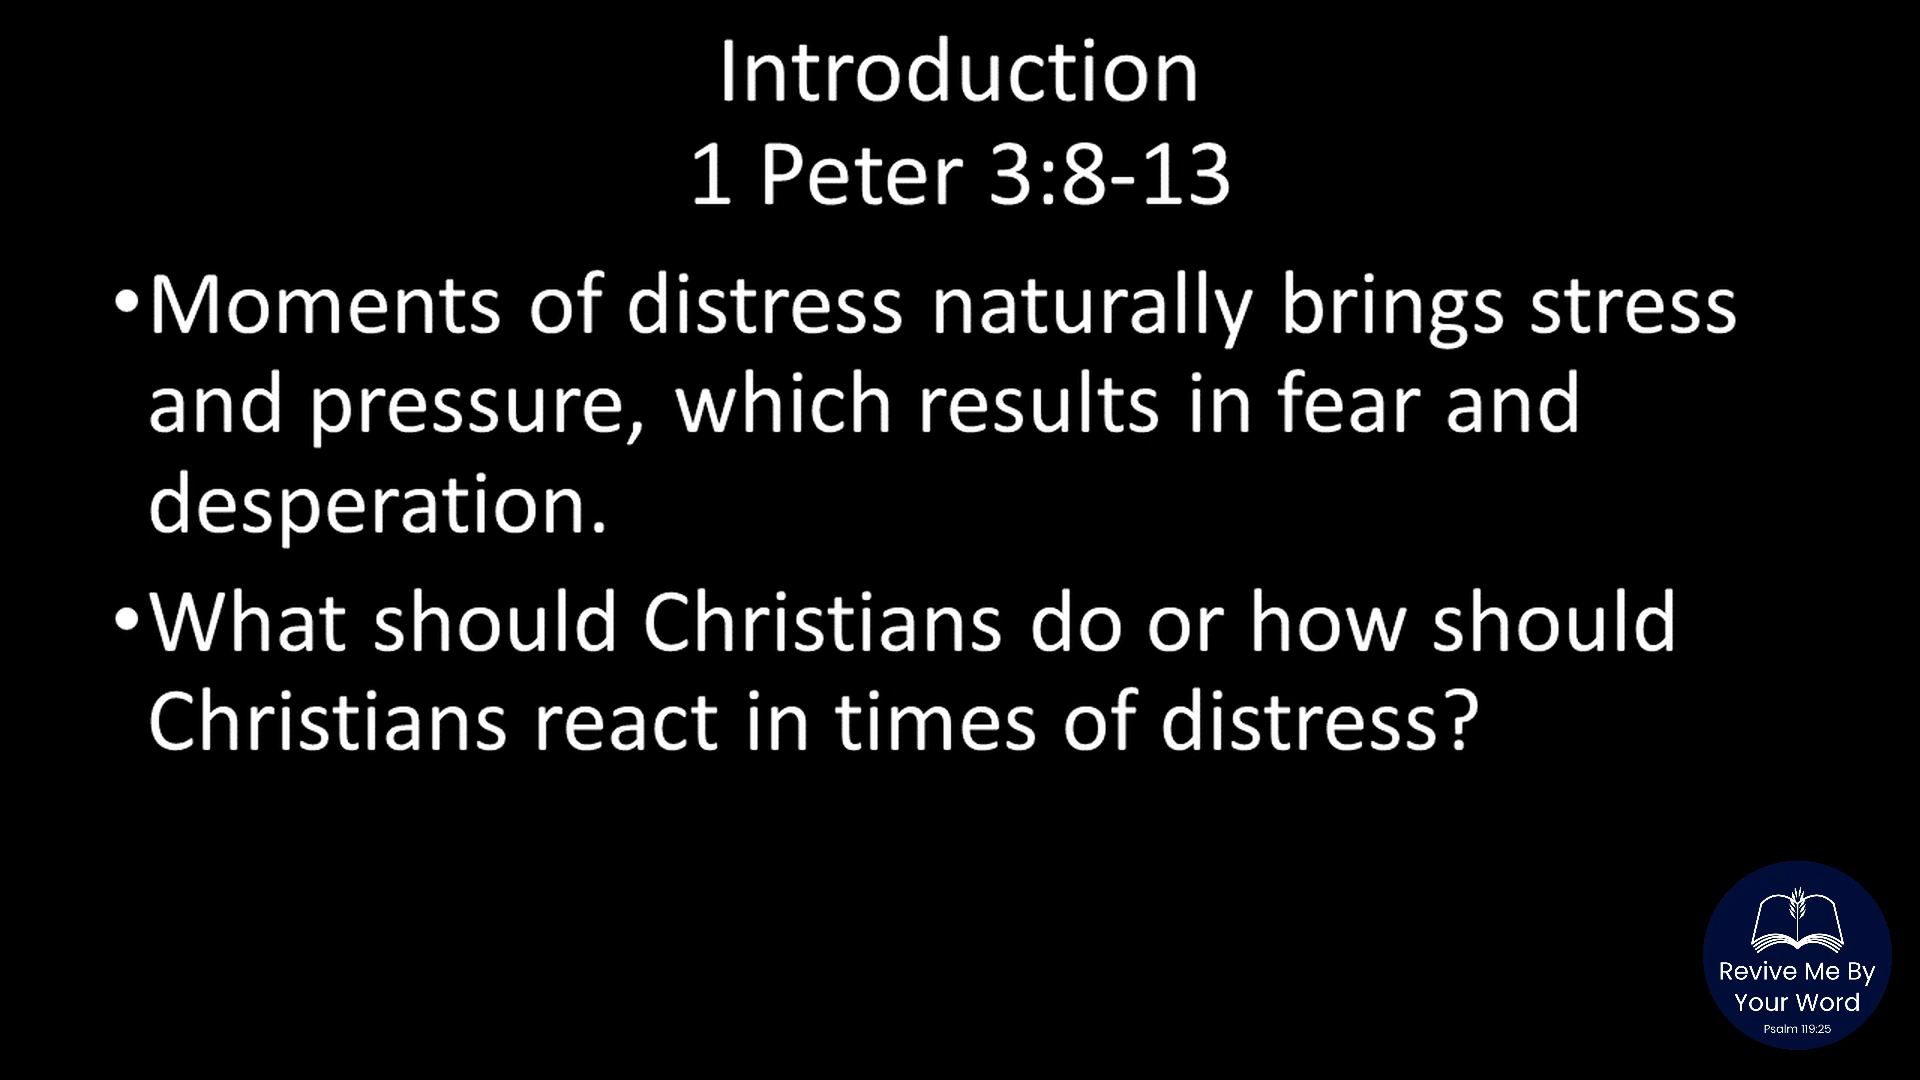 Introduction
1 Peter 3:8-13
•Moments of distress naturally brings stress
and pressure, which results in fear and
desperation.
•What should Christians do or how should
Christians react in times of distress?
Revive Me By
Your Word
Psalm 119:25